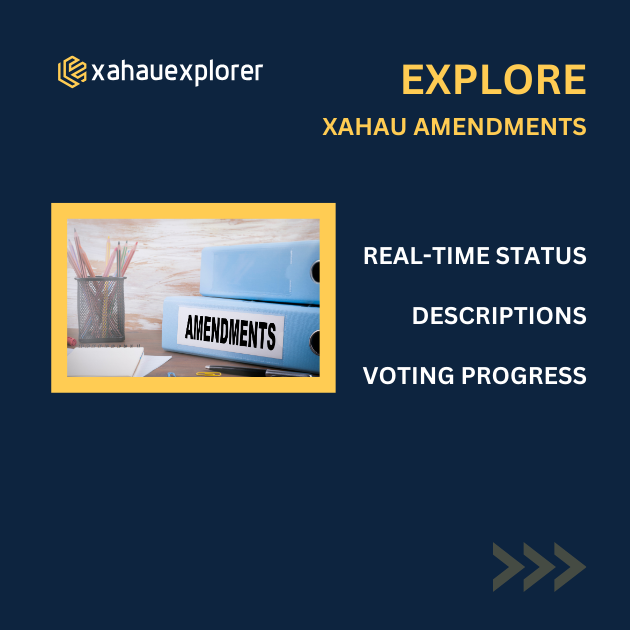 xahauexplorer
EXPLORE
XAHAU AMENDMENTS
REAL-TIME STATUS
AMENDMENTS
DESCRIPTIONS
VOTING PROGRESS